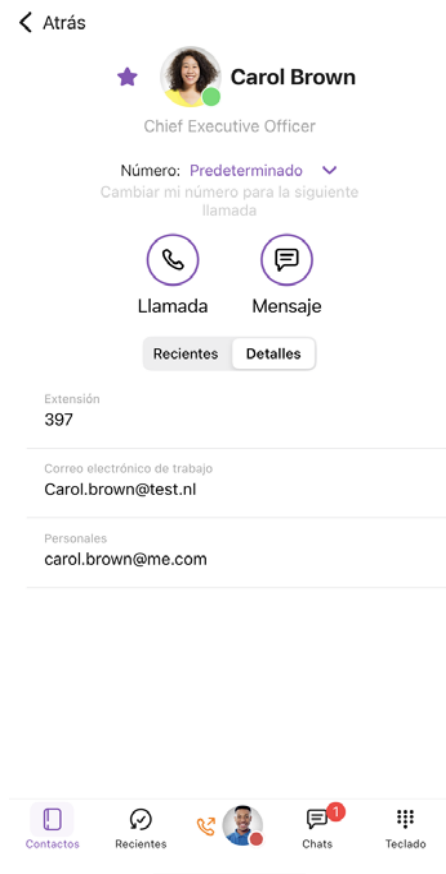 Atrás
Carol Brown
Chief Executive Officer
Número: Predeterminado
Cambiar mi número para la siguiente
llamada
Llamada Mensaje
Recientes Detalles
Extensión
397
Correo electrónico de trabajo
Carol.brown@test.nl
Personales
carol.brown@me.com
1
Contactos Recientes Chats Teclado